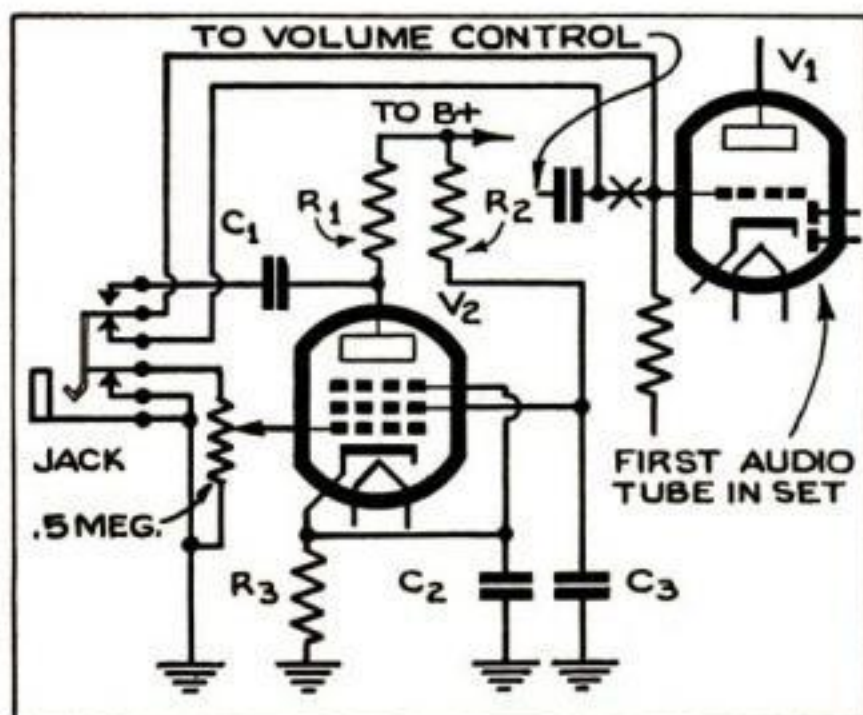 TO VOLUME CONTROL
V1
TO B+
R1
R2
C1
V2
JACK
.5 MEG.
FIRST AUDIO
TUBE IN SET
R3
C2
C3